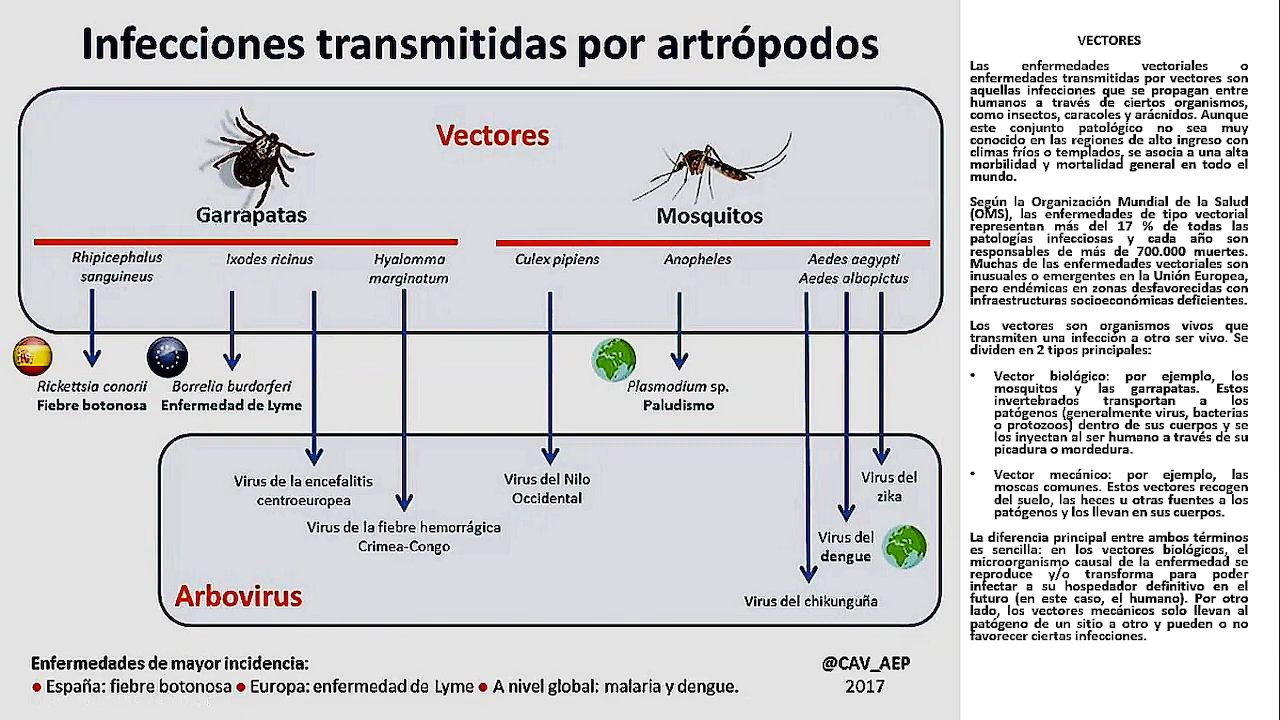 Infecciones transmitidas por artrópodos
Vectores
Garrapatas
Mosquitos
Rhipicephalus
sanguineus
Ixodes ricinus
Hyalomma
marginatum
Culex pipiens
Anopheles
Aedes aegypti
Aedes albopictus
Rickettsia conorii
Fiebre botonosa
Borrelia burdorferi
Enfermedad de Lyme
Plasmodium sp.
Paludismo
Virus de la encefalitis
centroeuropea
Virus de la fiebre hemorrágica
Crimea-Congo
Virus del Nilo
Occidental
Virus del
zika
Virus del
dengue
Virus del chikunguña
Arbovirus
Enfermedades de mayor incidencia:
● España: fiebre botonosa ● Europa: enfermedad de Lyme ● A nivel global: malaria y dengue.
@CAV_AEP
2017
VECTORES
Las enfermedades vectoriales o
enfermedades transmitidas por vectores son
aquellas infecciones que se propagan entre
humanos a través de ciertos organismos,
como insectos, caracoles y arácnidos. Aunque
este conjunto patológico no sea muy
conocido en las regiones de alto ingreso con
climas fríos o templados, se asocia a una alta
morbilidad y mortalidad general en todo el
mundo.
Según la Organización Mundial de la Salud
(OMS), las enfermedades de tipo vectorial
representan más del 17 % de todas las
patologías infecciosas y cada año son
responsables de más de 700.000 muertes.
Muchas de las enfermedades vectoriales son
inusuales o emergentes en la Unión Europea,
pero endémicas en zonas desfavorecidas con
infraestructuras socioeconómicas deficientes.
Los vectores son organismos vivos que
transmiten una infección a otro ser vivo. Se
dividen en 2 tipos principales:
• Vector biológico: por ejemplo, los
mosquitos y las garrapatas. Estos
invertebrados transportan a los
patógenos (generalmente virus, bacterias
o protozoos) dentro de sus cuerpos y se
los inyectan al ser humano a través de su
picadura o mordedura.
• Vector mecánico: por ejemplo, las
moscas comunes. Estos vectores recogen
del suelo, las heces u otras fuentes a los
patógenos y los llevan en sus cuerpos.
La diferencia principal entre ambos términos
es sencilla: en los vectores biológicos, el
microorganismo causal de la enfermedad se
reproduce y/o transforma para poder
infectar a su hospedador definitivo en el
futuro (en este caso, el humano). Por otro
lado, los vectores mecánicos solo llevan al
patógeno de un sitio a otro y pueden o no
favorecer ciertas infecciones.